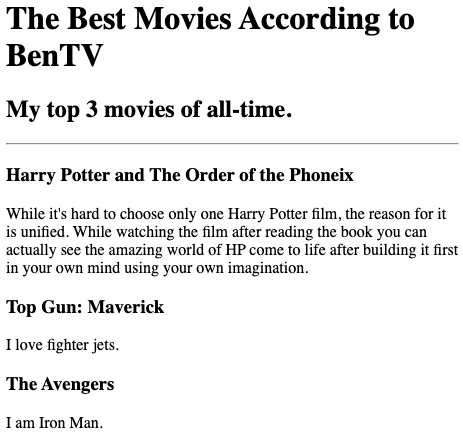 The Best Movies According to
BenTV
My top 3 movies of all-time.
Harry Potter and The Order of the Phoneix
While it's hard to choose only one Harry Potter film, the reason for it
is unified. While watching the film after reading the book you can
actually see the amazing world of HP come to life after building it first
in your own mind using your own imagination.
Top Gun: Maverick
I love fighter jets.
The Avengers
I am Iron Man.